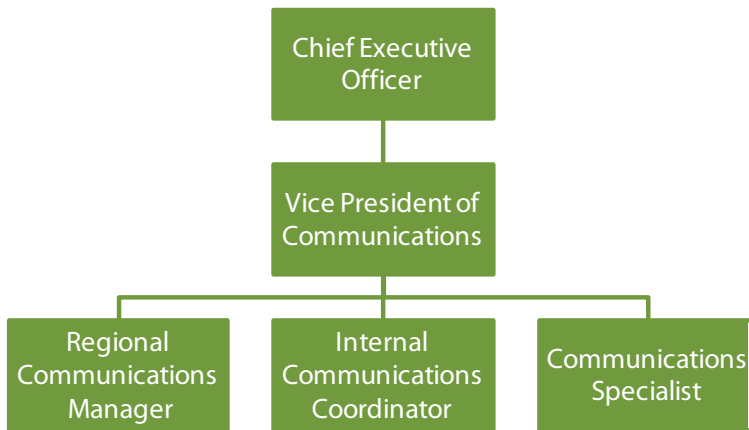 Chief Executive
Officer
Vice President of
Communications
Regional
Communications
Manager
Internal
Communications
Coordinator
Communications
Specialist